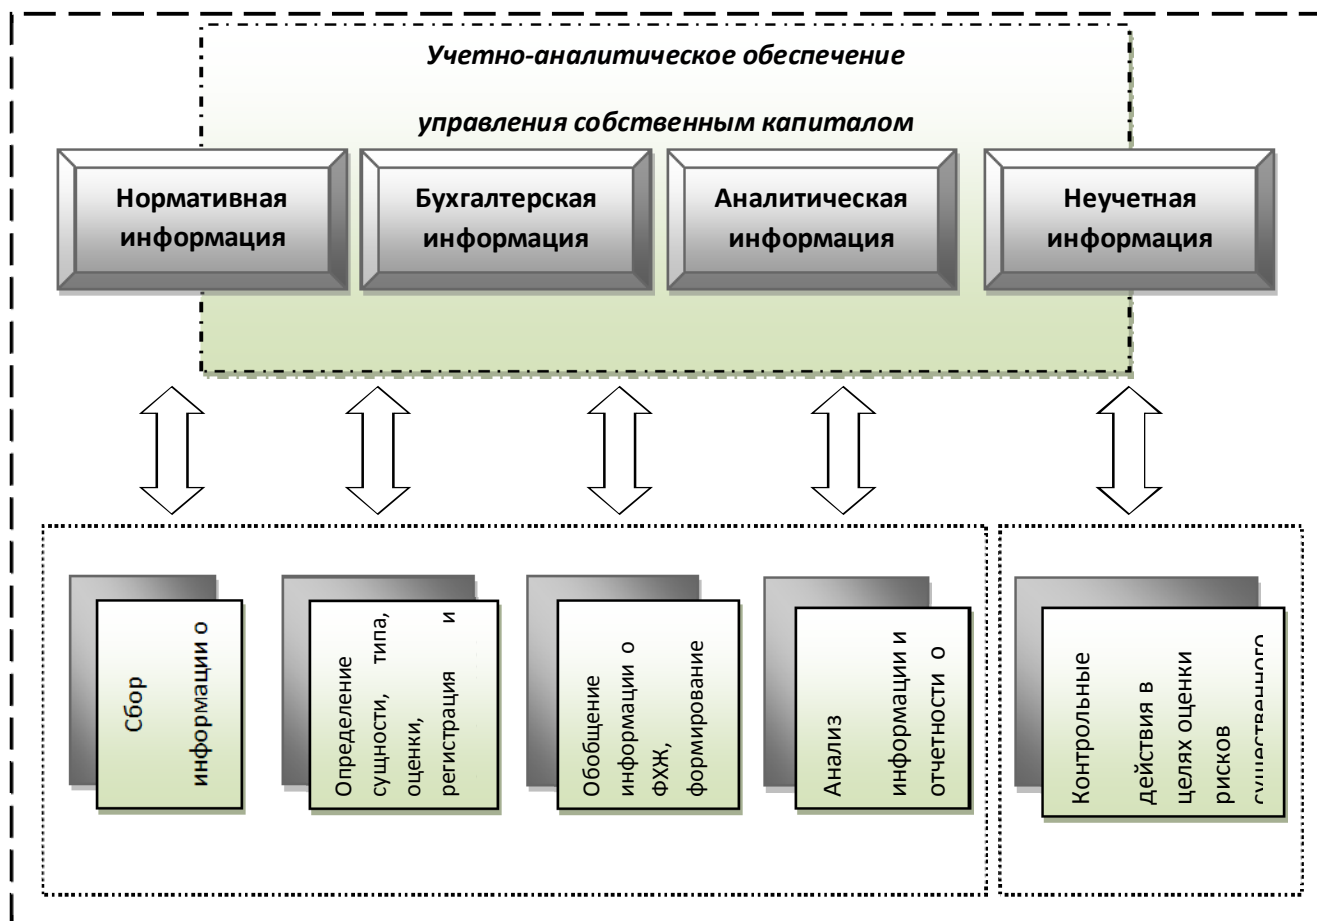 Учетно-аналитическое обеспечение
управления собственным капиталом
Нормативная
информация
Бухгалтерская
информация
Аналитическая
информация
Неучетная
информация
Сбор
информации о
Определение
сущности, типа,
оценки,
регистрация и
Обобщение
информации о
ФХЖ,
формирование
Анализ
информации и
отчетности о
Контрольные
действия в
целях оценки
рисков
существенного